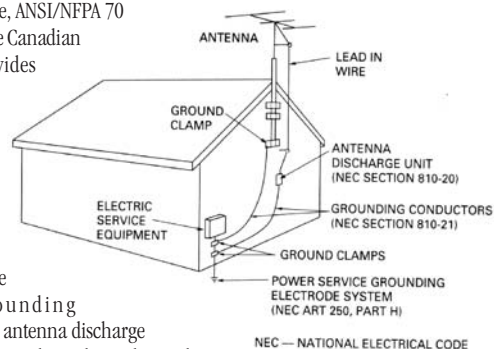 e, ANSI/NFPA 70
e Canadian
vides
e
ounding
antenna discharge
ANTENNA
LEAD IN
WIRE
GROUND
CLAMP
ANTENNA
DISCHARGE UNIT
(NEC SECTION 810-20)
ELECTRIC
SERVICE
EQUIPMENT
GROUNDING CONDUCTORS
(NEC SECTION 810-21)
GROUND CLAMPS
POWER SERVICE GROUNDING
ELECTRODE SYSTEM
(NEC ART 250, PART H)
NEC — NATIONAL ELECTRICAL CODE